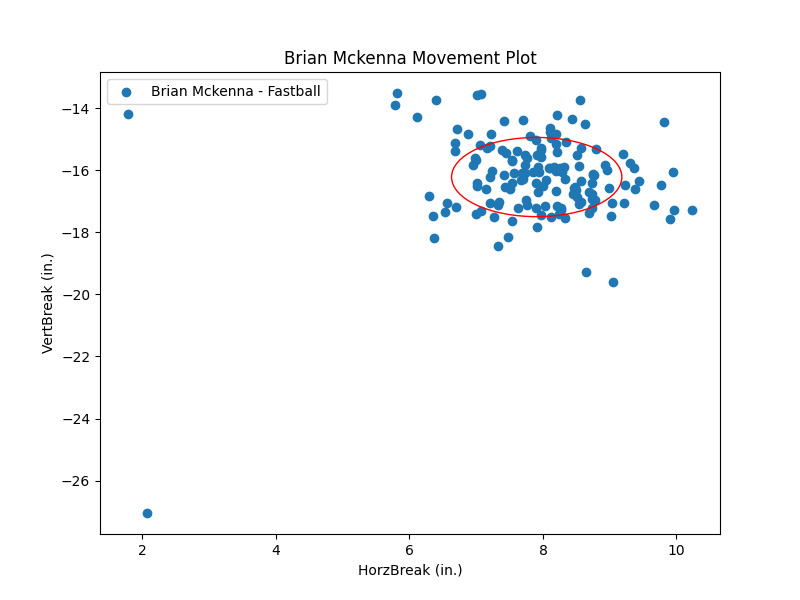 Brian Mckenna Movement Plot
Brian Mckenna - Fastball
VertBreak (in.)
−14
−16
−18
−20
−22
−24
−26
2 4 6 8 10
HorzBreak (in.)